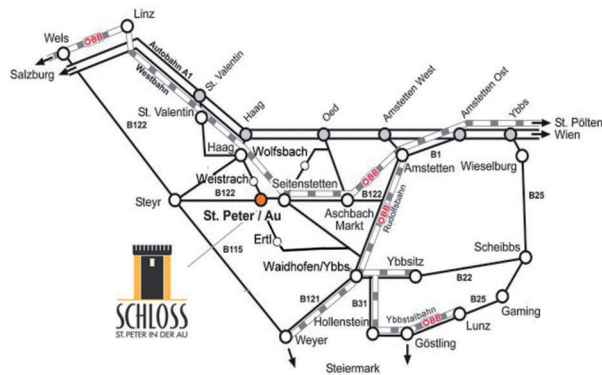 Linz
Wels
ÖBB
Salzburg
Autobahn A1
Westbahn
St. Valentin
Haag
Oed
Amstetten West
Amstetten Ost
Ybbs
St. Pölten
Wien
St. Valentin
B122
Haag
Wolfsbach
ÖBB
B1
Amstetten
Wieselburg
Weistrach
B122
Seitenstetten
B122
Steyr
St. Peter / Au
Aschbach
Markt
ÖBB
Rudolfsbahn
B25
Ertl
B115
Waidhofen/Ybbs
Ybbsitz
Scheibbs
B22
B121
B31
Hollenstein
Ybbstalbahn
ÖBB
B25
Gaming
Lunz
Weyer
Göstling
Steiermark
SCHLOSS
ST. PETER IN DER AU